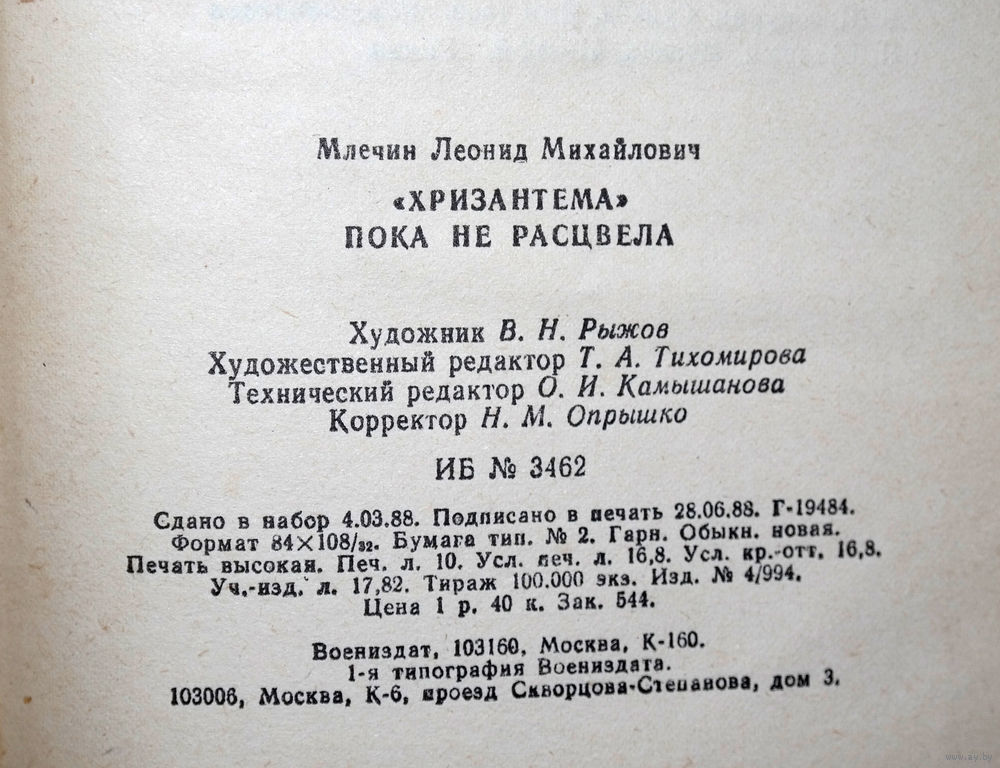 Млечин Леонид Михайлович
«ХРИЗАНТЕМА»
ПОКА НЕ РАСЦВЕЛА
Художник В. Н. Рыжов
Художественный редактор Т. А. Тихомирова
Технический редактор О. И. Камышанова
Корректор Н. М. Опрышко
ИБ № 3462
Сдано в набор 4.03.88. Подписано в печать 28.06.88. Г-19484.
Формат 84×108/32. Бумага тип. № 2. Гарн. Обыкн. новая.
Печать высокая. Печ. л. 10. Усл. печ. л. 16,8. Усл. кр.-отт. 16,8.
Уч.-изд. л. 17,82. Тираж 100.000 экз. Изд. № 4/994.
Цена 1 р. 40 к. Зак. 544.
Воениздат, 103160, Москва, К-160.
1-я типография Воениздата.
103006, Москва, К-6, проезд Скворцова-Степанова, дом 3.
www.ay.by